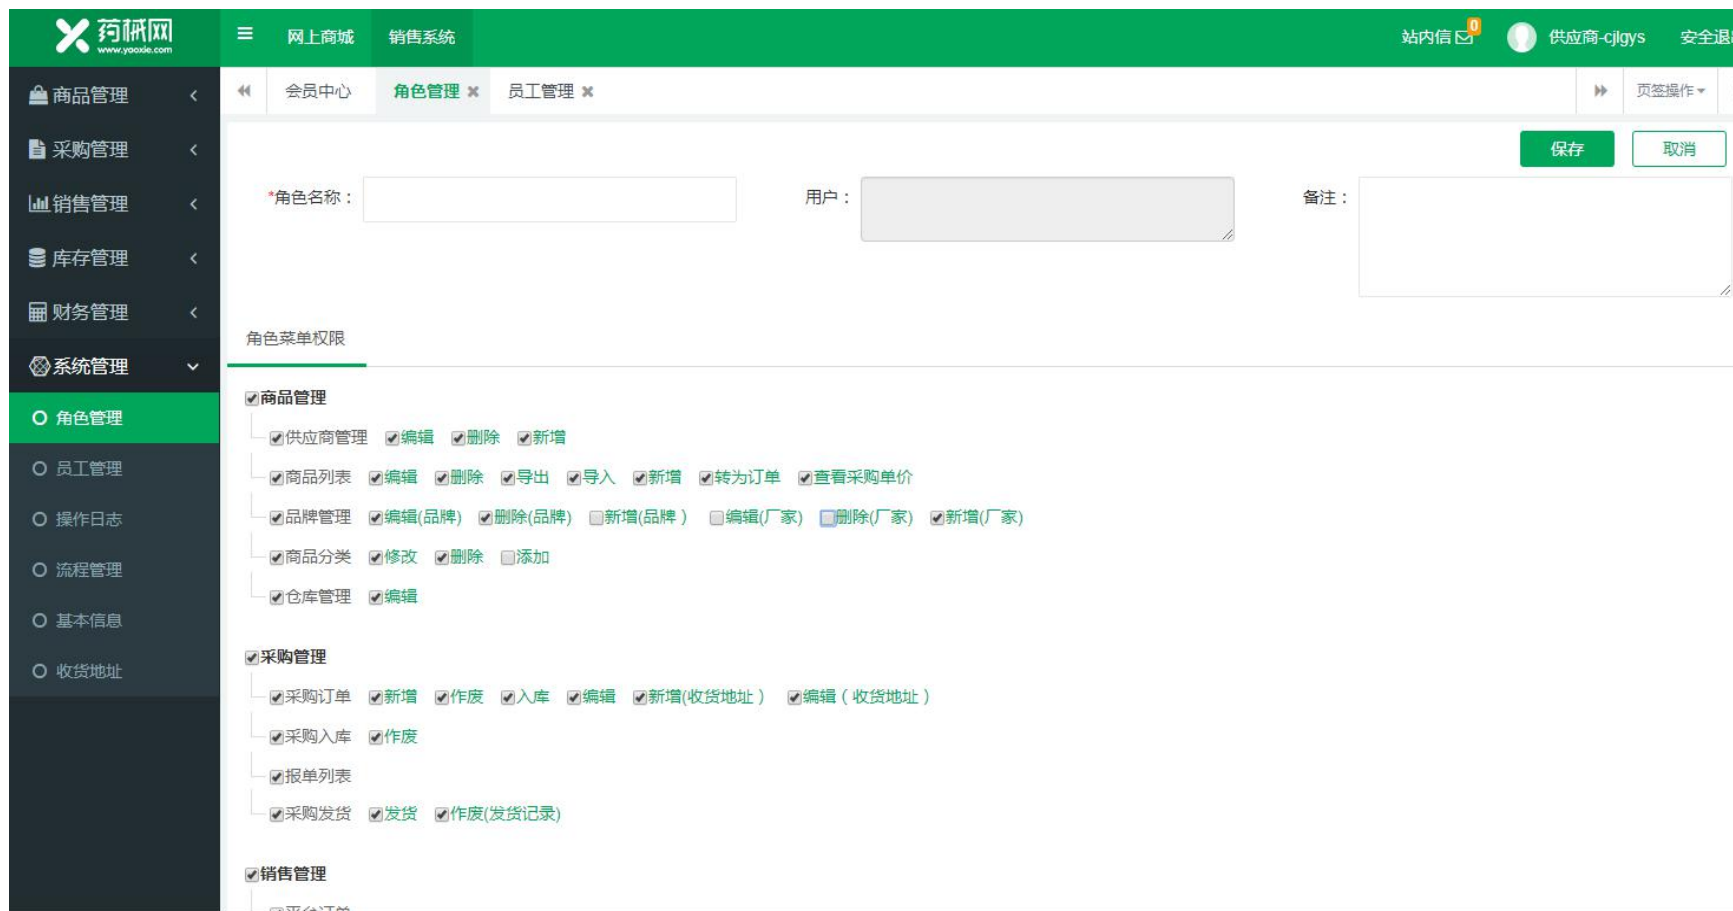 药械网
www.yaoxie.com
网上商城 销售系统 站内信 0 供应商-cjlgys 安全退
商品管理
采购管理
销售管理
库存管理
财务管理
系统管理
角色管理
员工管理
操作日志
流程管理
基本信息
收货地址
会员中心 角色管理 员工管理 页签操作
保存 取消
*角色名称： 用户： 备注：
角色菜单权限
商品管理
供应商管理 编辑 删除 新增
商品列表 编辑 删除 导出 导入 新增 转为订单 查看采购单价
品牌管理 编辑(品牌) 删除(品牌) 新增(品牌） 编辑(厂家) 删除(厂家) 新增(厂家)
商品分类 修改 删除 添加
仓库管理 编辑
采购管理
采购订单 新增 作废 入库 编辑 新增(收货地址） 编辑（收货地址）
采购入库 作废
报单列表
采购发货 发货 作废(发货记录)
销售管理